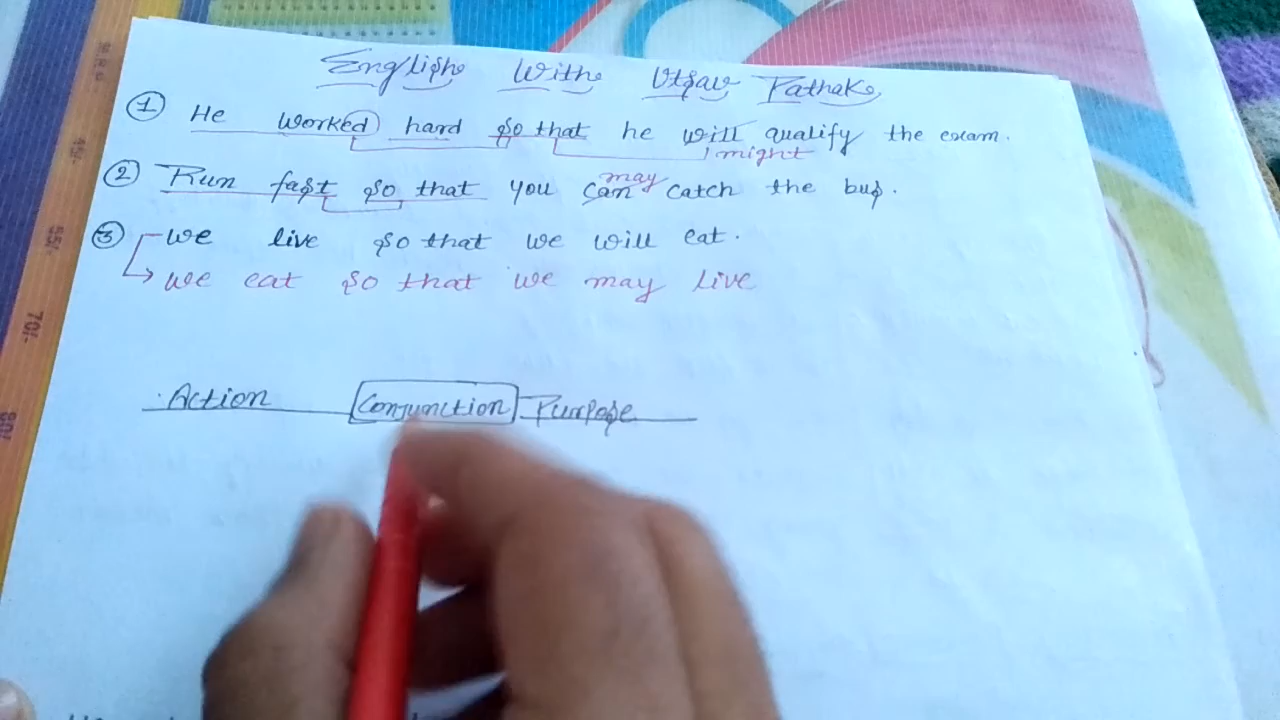 English With Utsav Pathak
① He worked hard so that he will qualify the exam.
might
② Run fast so that you can catch the bus.
may
③ we live so that we will eat.
we eat so that we may live
Action Conjunction Purpose